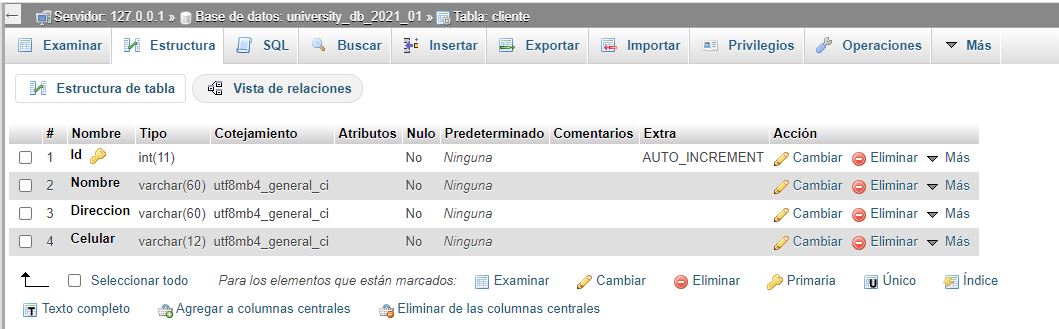 ← Servidor: 127.0.0.1 » Base de datos: university_db_2021_01 » Tabla: cliente
Examinar Estructura SQL Buscar Insertar Exportar Importar Privilegios Operaciones Más
Estructura de tabla Vista de relaciones
# Nombre Tipo Cotejamiento Atributos Nulo Predeterminado Comentarios Extra Acción
1 Id int(11) No Ninguna AUTO_INCREMENT Cambiar Eliminar Más
2 Nombre varchar(60) utf8mb4_general_ci No Ninguna Cambiar Eliminar Más
3 Direccion varchar(60) utf8mb4_general_ci No Ninguna Cambiar Eliminar Más
4 Celular varchar(12) utf8mb4_general_ci No Ninguna Cambiar Eliminar Más
Seleccionar todo Para los elementos que están marcados: Examinar Cambiar Eliminar Primaria Único Índice
Texto completo Agregar a columnas centrales Eliminar de las columnas centrales